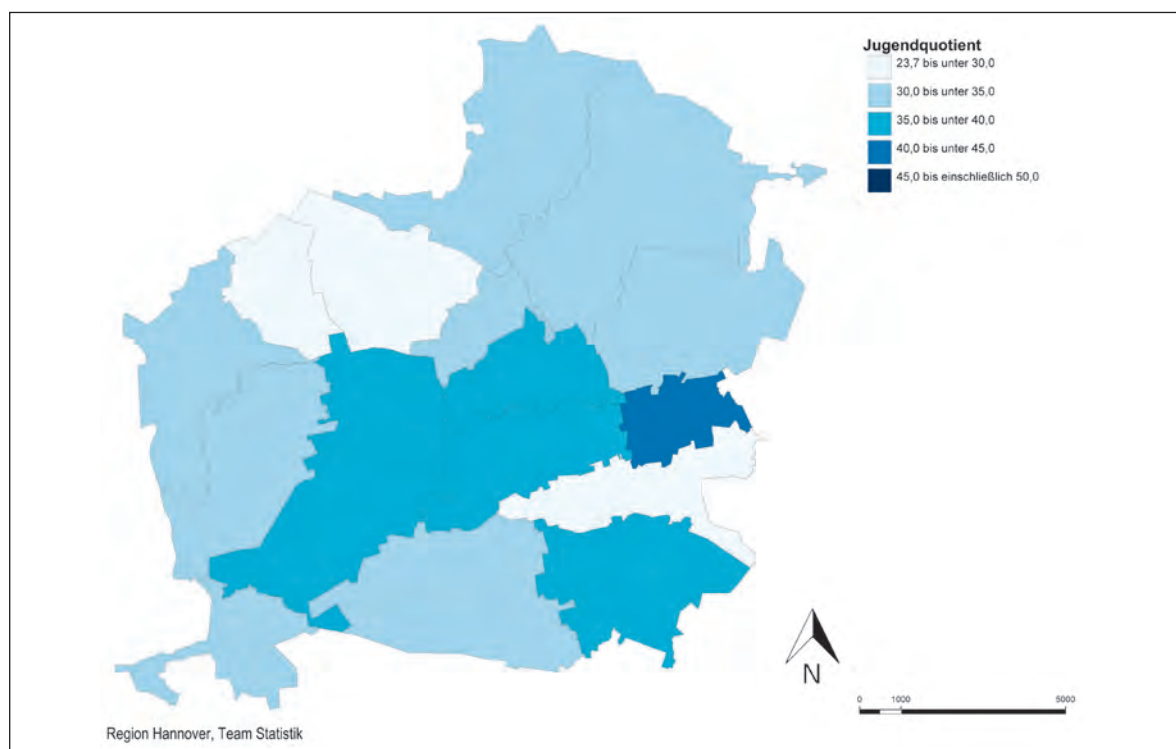 Jugendquotient
23,7 bis unter 30,0
30,0 bis unter 35,0
35,0 bis unter 40,0
40,0 bis unter 45,0
45,0 bis einschließlich 50,0
N
0 1000 5000
Region Hannover, Team Statistik